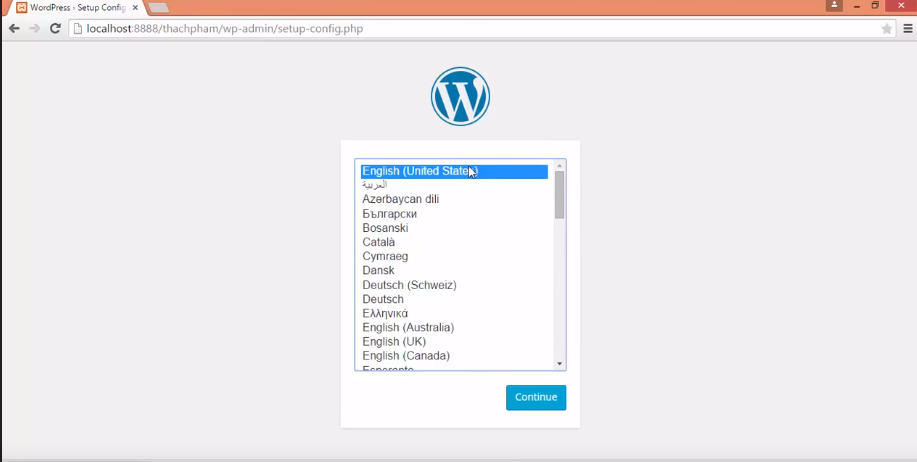 WordPress › Setup Config
localhost:8888/thachpham/wp-admin/setup-config.php
English (United States)
العربية
Azərbaycan dili
Български
Bosanski
Català
Cymraeg
Dansk
Deutsch (Schweiz)
Deutsch
Ελληνικά
English (Australia)
English (UK)
English (Canada)
Esperanto
Continue